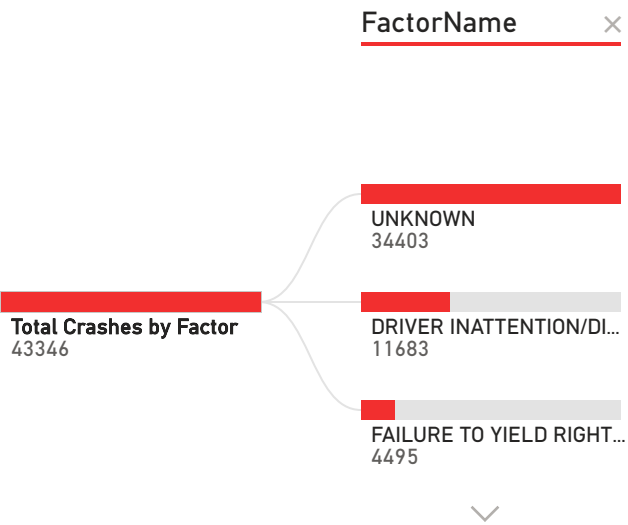 FactorName
UNKNOWN
34403
Total Crashes by Factor
43346
DRIVER INATTENTION/DI...
11683
FAILURE TO YIELD RIGHT...
4495